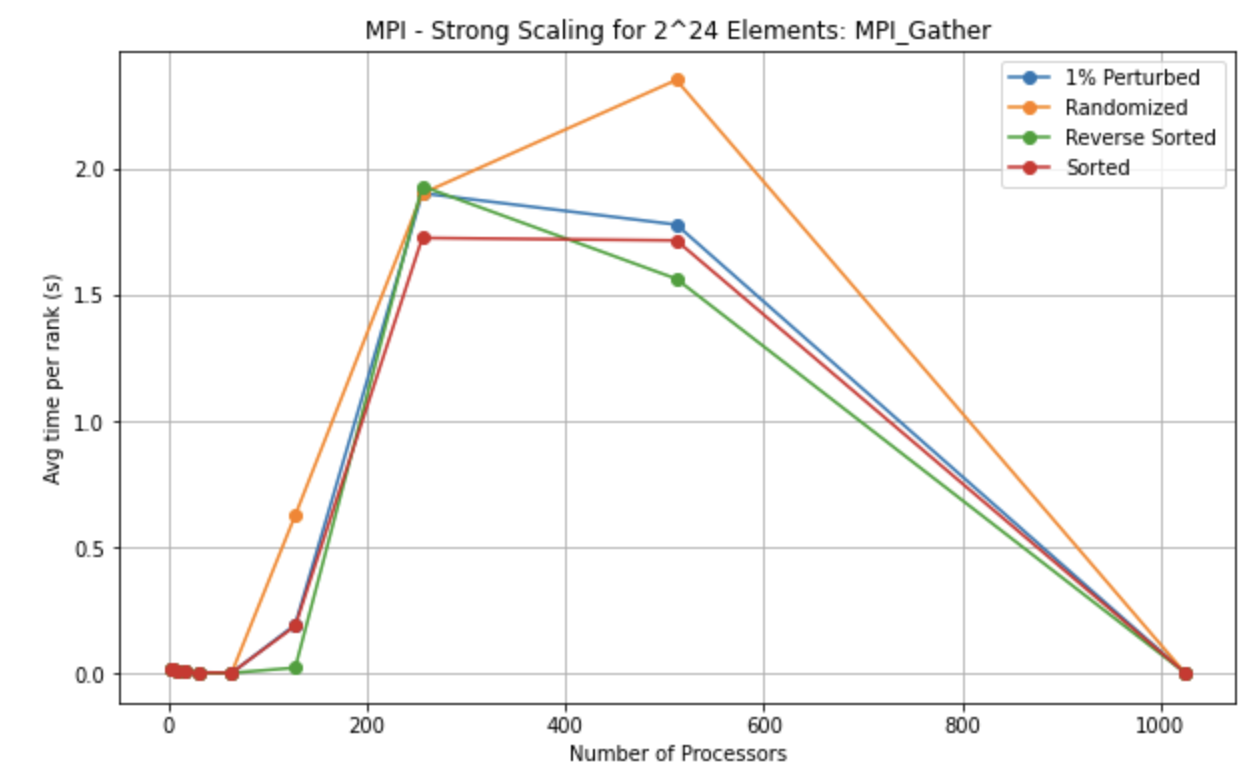 MPI - Strong Scaling for 2^24 Elements: MPI_Gather
1% Perturbed
Randomized
Reverse Sorted
Sorted
Avg time per rank (s)
2.0
1.5
1.0
0.5
0.0
0 200 400 600 800 1000
Number of Processors